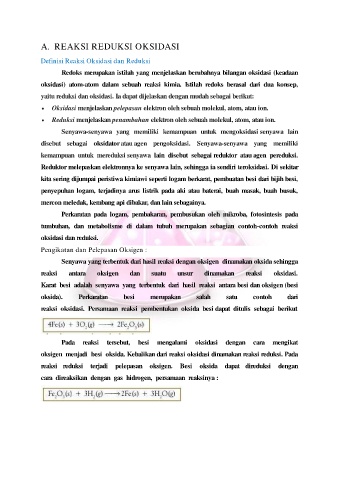 A. REAKSI REDUKSI OKSIDASI
Definisi Reaksi Oksidasi dan Reduksi
Redoks merupakan istilah yang menjelaskan berubahnya bilangan oksidasi (keadaan
oksidasi) atom-atom dalam sebuah reaksi kimia. Istilah redoks berasal dari dua konsep,
yaitu reduksi dan oksidasi. Ia dapat dijelaskan dengan mudah sebagai berikut:
• Oksidasi menjelaskan pelepasan elektron oleh sebuah molekul, atom, atau ion.
• Reduksi menjelaskan penambahan elektron oleh sebuah molekul, atom, atau ion.
Senyawa-senyawa yang memiliki kemampuan untuk mengoksidasi senyawa lain
disebut sebagai oksidator atau agen pengoksidasi. Senyawa-senyawa yang memiliki
kemampuan untuk mereduksi senyawa lain disebut sebagai reduktor atau agen pereduksi.
Reduktor melepaskan elektronnya ke senyawa lain, sehingga ia sendiri teroksidasi. Di sekitar
kita sering dijumpai peristiwa kimiawi seperti logam berkarat, pembuatan besi dari bijih besi,
penyepuhan logam, terjadinya arus listrik pada aki atau baterai, buah masak, buah busuk,
mercon meledak, kembang api dibakar, dan lain sebagainya.
Perkaratan pada logam, pembakaran, pembusukan oleh mikroba, fotosintesis pada
tumbuhan, dan metabolisme di dalam tubuh merupakan sebagian contoh-contoh reaksi
oksidasi dan reduksi.
Pengikatan dan Pelepasan Oksigen :
Senyawa yang terbentuk dari hasil reaksi dengan oksigen dinamakan oksida sehingga
reaksi antara oksigen dan suatu unsur dinamakan reaksi oksidasi.
Karat besi adalah senyawa yang terbentuk dari hasil reaksi antara besi dan oksigen (besi
oksida). Perkaratan besi merupakan salah satu contoh dari
reaksi oksidasi. Persamaan reaksi pembentukan oksida besi dapat ditulis sebagai berikut
4Fe(s) + 3O₂(g) ⟶ 2Fe₂O₃(s)
Pada reaksi tersebut, besi mengalami oksidasi dengan cara mengikat
oksigen menjadi besi oksida. Kebalikan dari reaksi oksidasi dinamakan reaksi reduksi. Pada
reaksi reduksi terjadi pelepasan oksigen. Besi oksida dapat direduksi dengan
cara direaksikan dengan gas hidrogen, persamaan reaksinya :
Fe₂O₃(s) + 3H₂(g) ⟶ 2Fe(s) + 3H₂O(g)